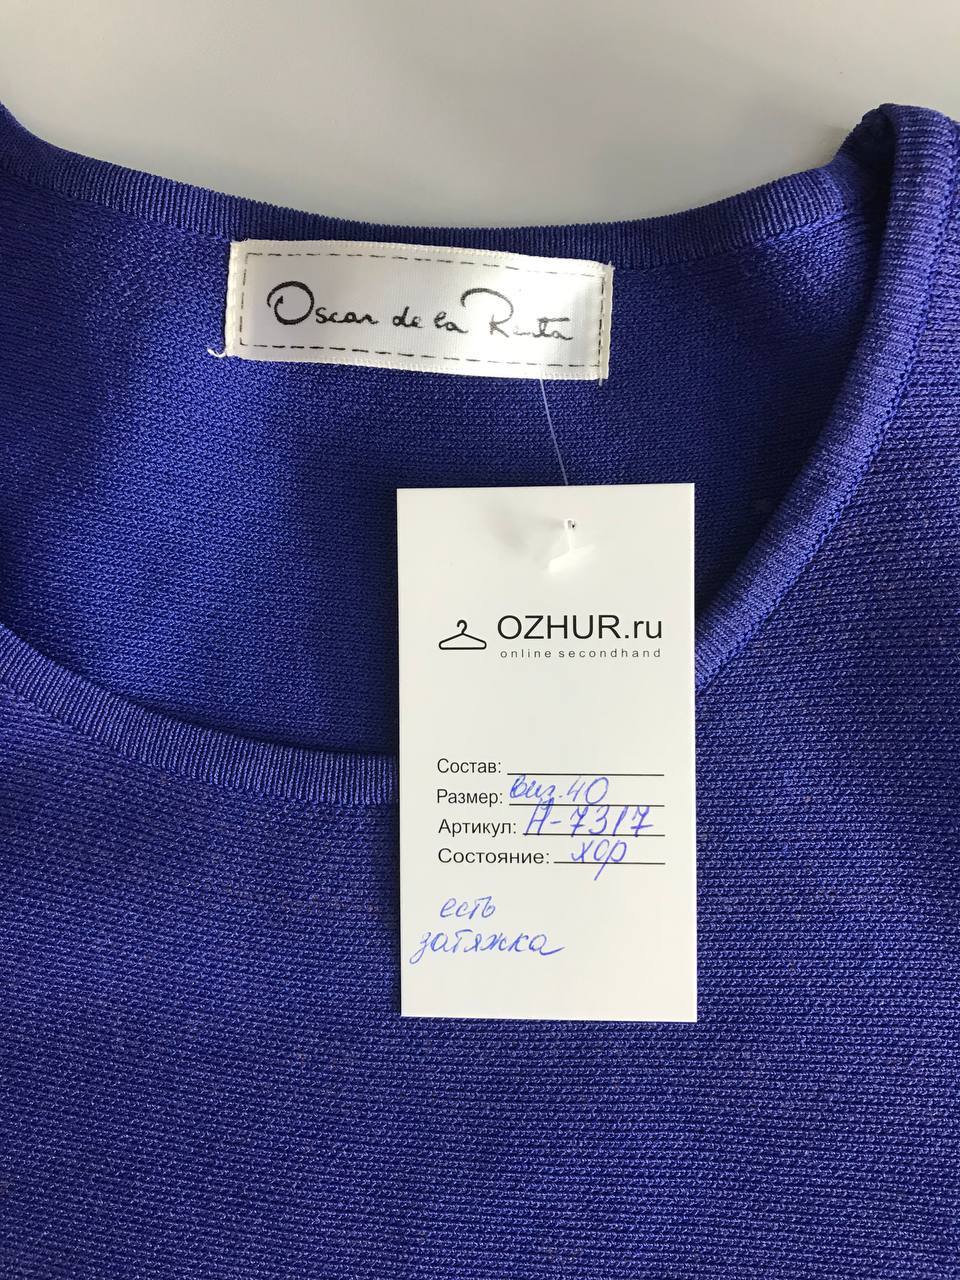 Oscar de la Renta
OZHUR.ru
online secondhand
Состав:
Размер: виз. 40
Артикул: Н-7317
Состояние: хор
есть
затяжка